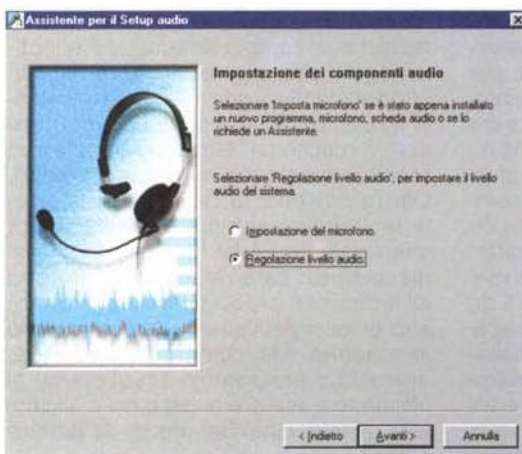 Assistente per il Setup audio
Impostazione dei componenti audio
Selezionare 'Imposta microfono' se è stato appena installato
un nuovo programma, microfono, scheda audio o se lo
richiede un Assistente.
Selezionare 'Regolazione livello audio', per impostare il livello
audio del sistema.
Impostazione del microfono.
Regolazione livello audio.
< Indietro
Avanti >
Annulla